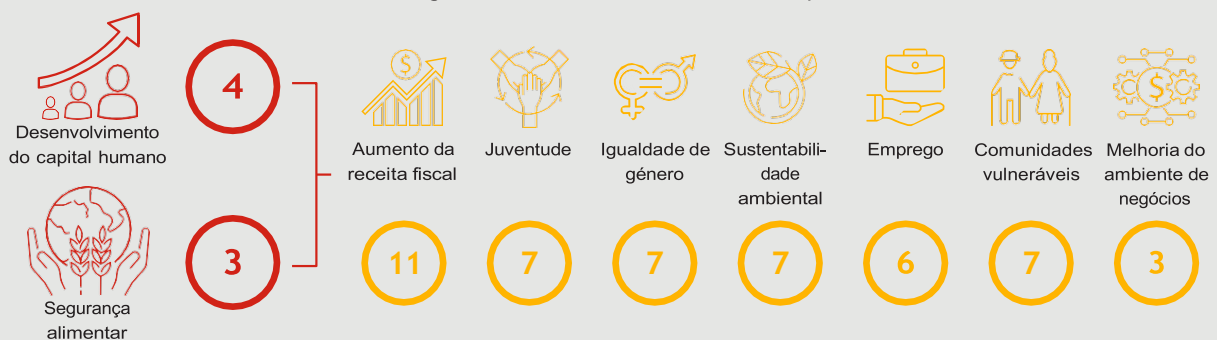 4
Desenvolvimento
do capital humano
3
Segurança
alimentar
$
Aumento da
receita fiscal
11
Juventude
7
Igualdade de
género
7
Sustentabili-
dade
ambiental
7
Emprego
6
Comunidades
vulneráveis
7
$
Melhoria do
ambiente de
negócios
3